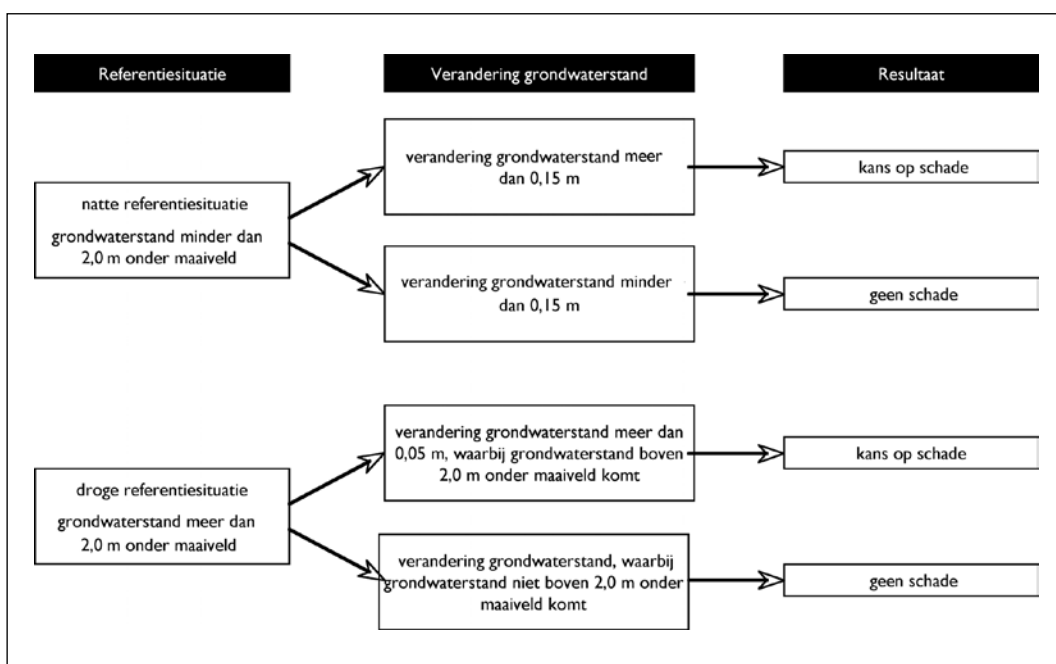 Referentiesituatie
Verandering grondwaterstand
Resultaat
natte referentiesituatie
grondwaterstand minder dan
2,0 m onder maaiveld
verandering grondwaterstand meer
dan 0,15 m
kans op schade
verandering grondwaterstand minder
dan 0,15 m
geen schade
droge referentiesituatie
grondwaterstand meer dan
2,0 m onder maaiveld
verandering grondwaterstand meer dan
0,05 m, waarbij grondwaterstand boven
2,0 m onder maaiveld komt
kans op schade
verandering grondwaterstand, waarbij
grondwaterstand niet boven 2,0 m onder
maaiveld komt
geen schade